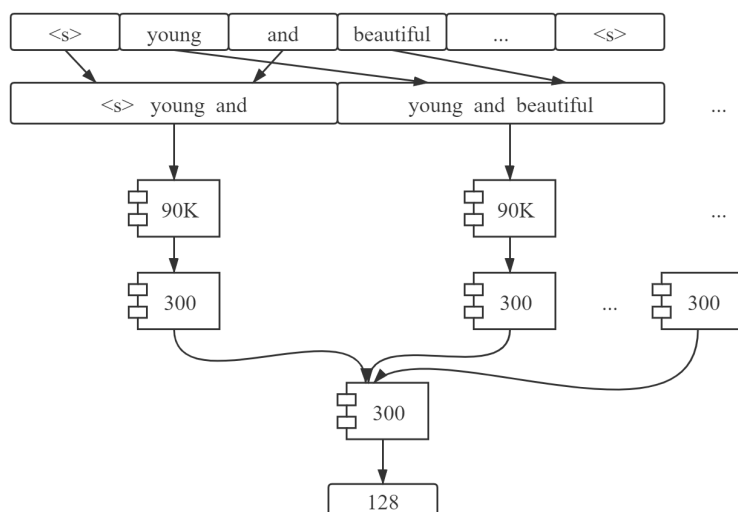 <s> young and beautiful ... <s>
<s> young and young and beautiful ...
90K 90K ...
300 300 ... 300
300
128